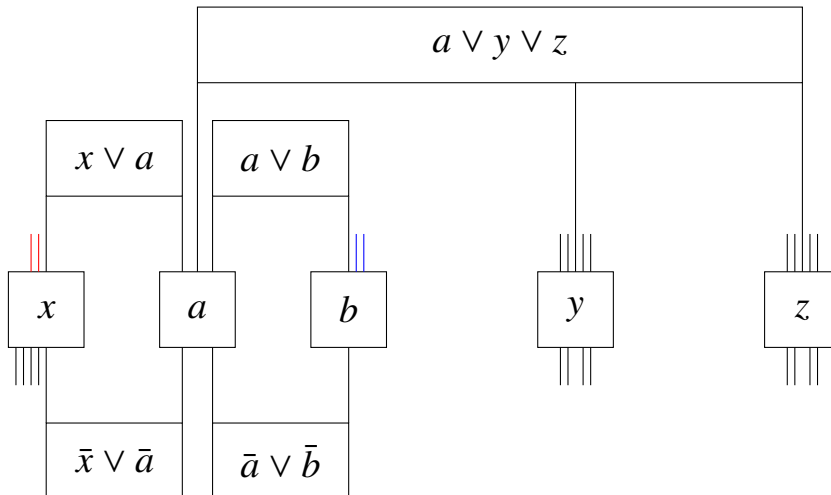 a ∨ y ∨ z
x ∨ a
a ∨ b
x
a
b
y
z
x̄ ∨ ā
ā ∨ b̄